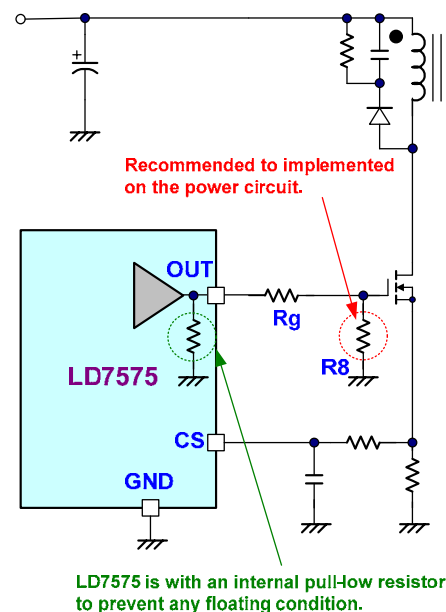 +
Recommended to implemented
on the power circuit.
OUT
Rg
R8
LD7575
CS
GND
LD7575 is with an internal pull-low resistor
to prevent any floating condition.